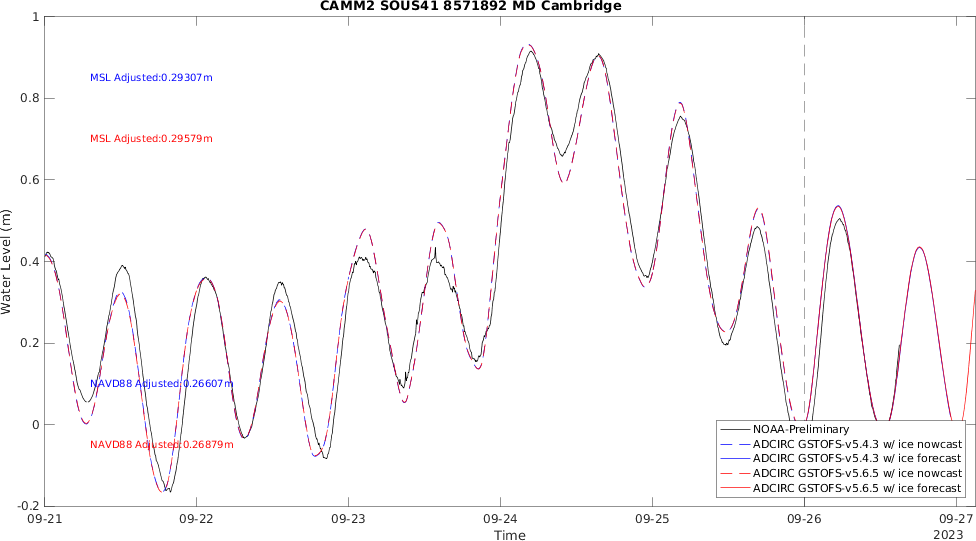 CAMM2 SOUS41 8571892 MD Cambridge
1
MSL Adjusted:0.29307m
0.8
MSL Adjusted:0.29579m
0.6
Water Level (m)
0.4
0.2
NAVD88 Adjusted:0.26607m
0
NAVD88 Adjusted:0.26879m
NOAA-Preliminary
ADCIRC GSTOFS-v5.4.3 w/ ice nowcast
ADCIRC GSTOFS-v5.4.3 w/ ice forecast
ADCIRC GSTOFS-v5.6.5 w/ ice nowcast
ADCIRC GSTOFS-v5.6.5 w/ ice forecast
-0.2
09-21 09-22 09-23 09-24 09-25 09-26 09-27
Time 2023